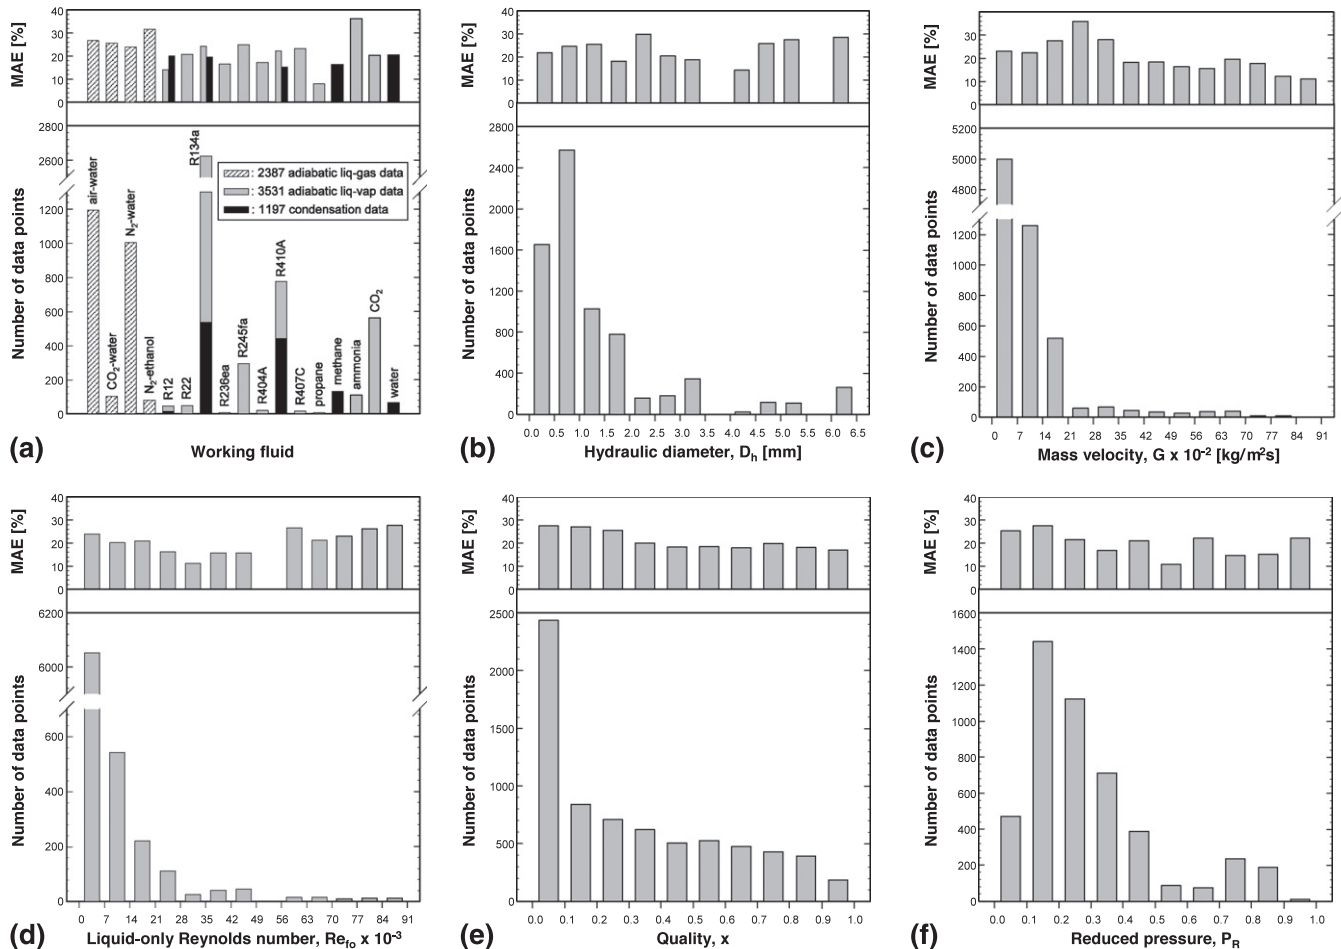 MAE [%]
40
30
20
10
0
2800
2600
1200
1000
800
600
400
200
0
Number of data points
air-water
CO2-water
N2-water
N2-ethanol
R12
R22
R134a
R236ea
R245fa
R404A
R410A
R407C
propane
methane
ammonia
CO2
water
: 2387 adiabatic liq-gas data
: 3531 adiabatic liq-vap data
: 1197 condensation data
(a)
Working fluid
MAE [%]
40
30
20
10
0
2800
2400
2000
1600
1200
800
400
0
Number of data points
0.0 0.5 1.0 1.5 2.0 2.5 3.0 3.5 4.0 4.5 5.0 6.0 6.5
(b)
Hydraulic diameter, Dh [mm]
MAE [%]
30
20
10
0
5200
5000
4800
1200
1000
800
600
400
200
0
Number of data points
0 7 14 21 28 35 42 49 56 63 70 77 84 91
(c)
Mass velocity, G x 10-2 [kg/m2s]
MAE [%]
40
30
20
10
0
6200
6000
600
400
200
0
Number of data points
0 7 14 21 28 35 42 49 56 63 70 77 84 91
(d)
Liquid-only Reynolds number, Refo x 10-3
MAE [%]
40
30
20
10
0
2500
2000
1500
1000
500
0
Number of data points
0.0 0.1 0.2 0.3 0.4 0.5 0.6 0.7 0.8 0.9 1.0
(e)
Quality, x
MAE [%]
40
30
20
10
0
1600
1400
1200
1000
800
600
400
200
0
Number of data points
0.0 0.1 0.2 0.3 0.4 0.5 0.6 0.7 0.8 0.9 1.0
(f)
Reduced pressure, PR